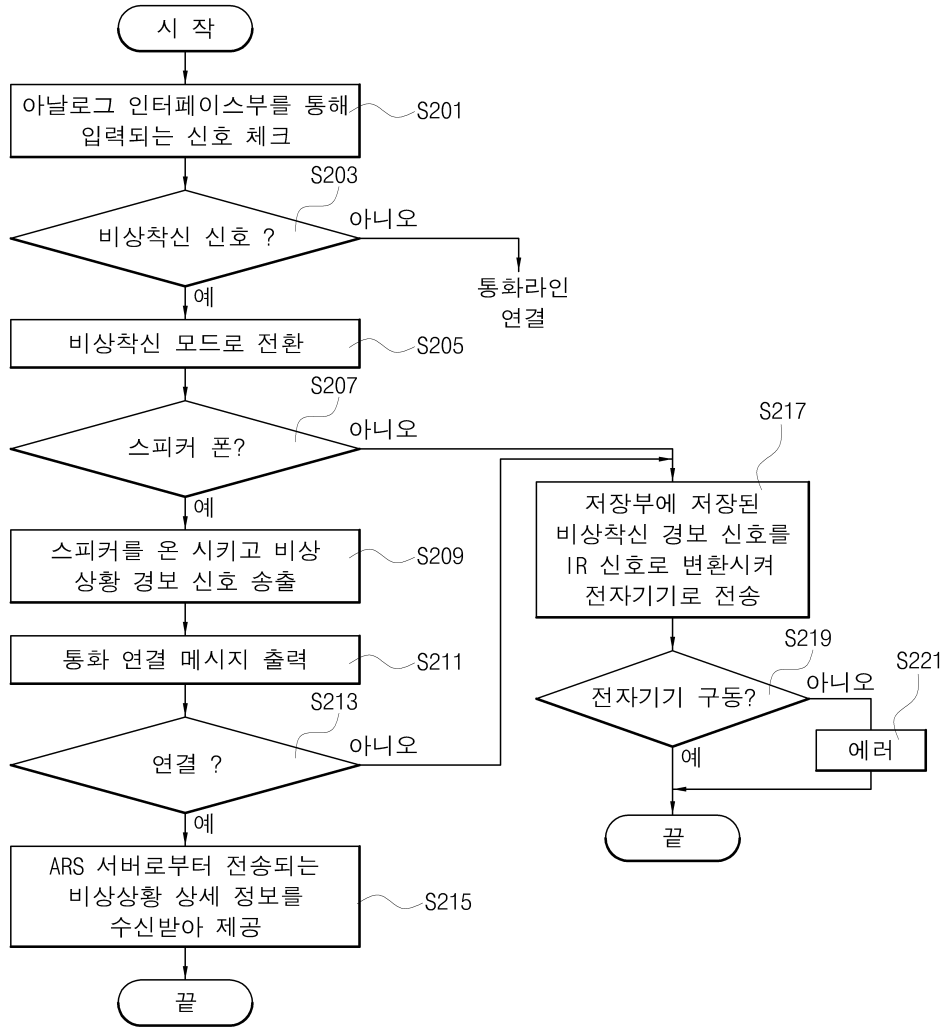 시 작
아날로그 인터페이스부를 통해
입력되는 신호 체크
S201
S203
비상착신 신호 ?
아니오
통화라인
연결
예
비상착신 모드로 전환
S205
S207
스피커 폰?
아니오
예
스피커를 온 시키고 비상
상황 경보 신호 송출
S209
통화 연결 메시지 출력
S211
S213
연결 ?
아니오
예
ARS 서버로부터 전송되는
비상상황 상세 정보를
수신받아 제공
S215
끝
S217
저장부에 저장된
비상착신 경보 신호를
IR 신호로 변환시켜
전자기기로 전송
S219
전자기기 구동?
아니오
S221
에러
예
끝